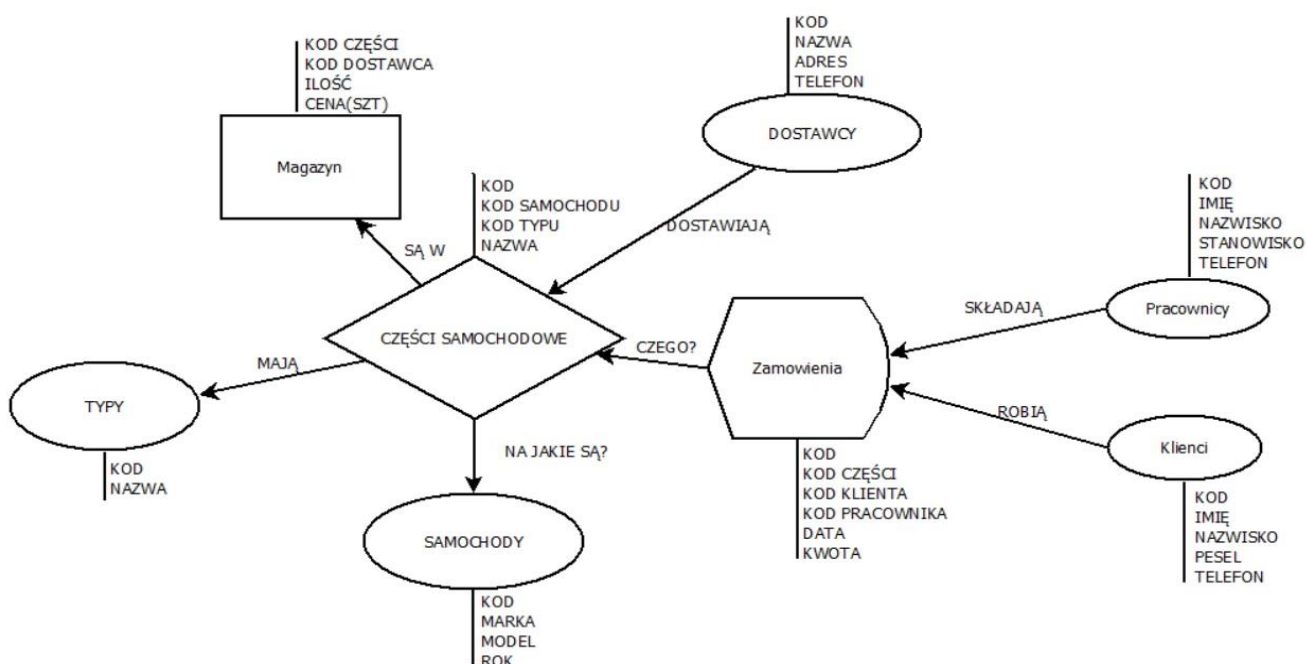 KOD
NAZWA
ADRES
TELEFON
DOSTAWCY
KOD CZĘŚCI
KOD DOSTAWCA
ILOŚĆ
CENA(SZT)
Magazyn
KOD
KOD SAMOCHODU
KOD TYPU
NAZWA
DOSTAWIAJĄ
SĄ W
KOD
IMIĘ
NAZWISKO
STANOWISKO
TELEFON
Pracownicy
SKŁADAJĄ
CZĘŚCI SAMOCHODOWE
CZEGO?
Zamowienia
MAJĄ
TYPY
KOD
NAZWA
ROBIĄ
Klienci
KOD
IMIĘ
NAZWISKO
PESEL
TELEFON
NA JAKIE SĄ?
KOD
KOD CZĘŚCI
KOD KLIENTA
KOD PRACOWNIKA
DATA
KWOTA
SAMOCHODY
KOD
MARKA
MODEL
ROK